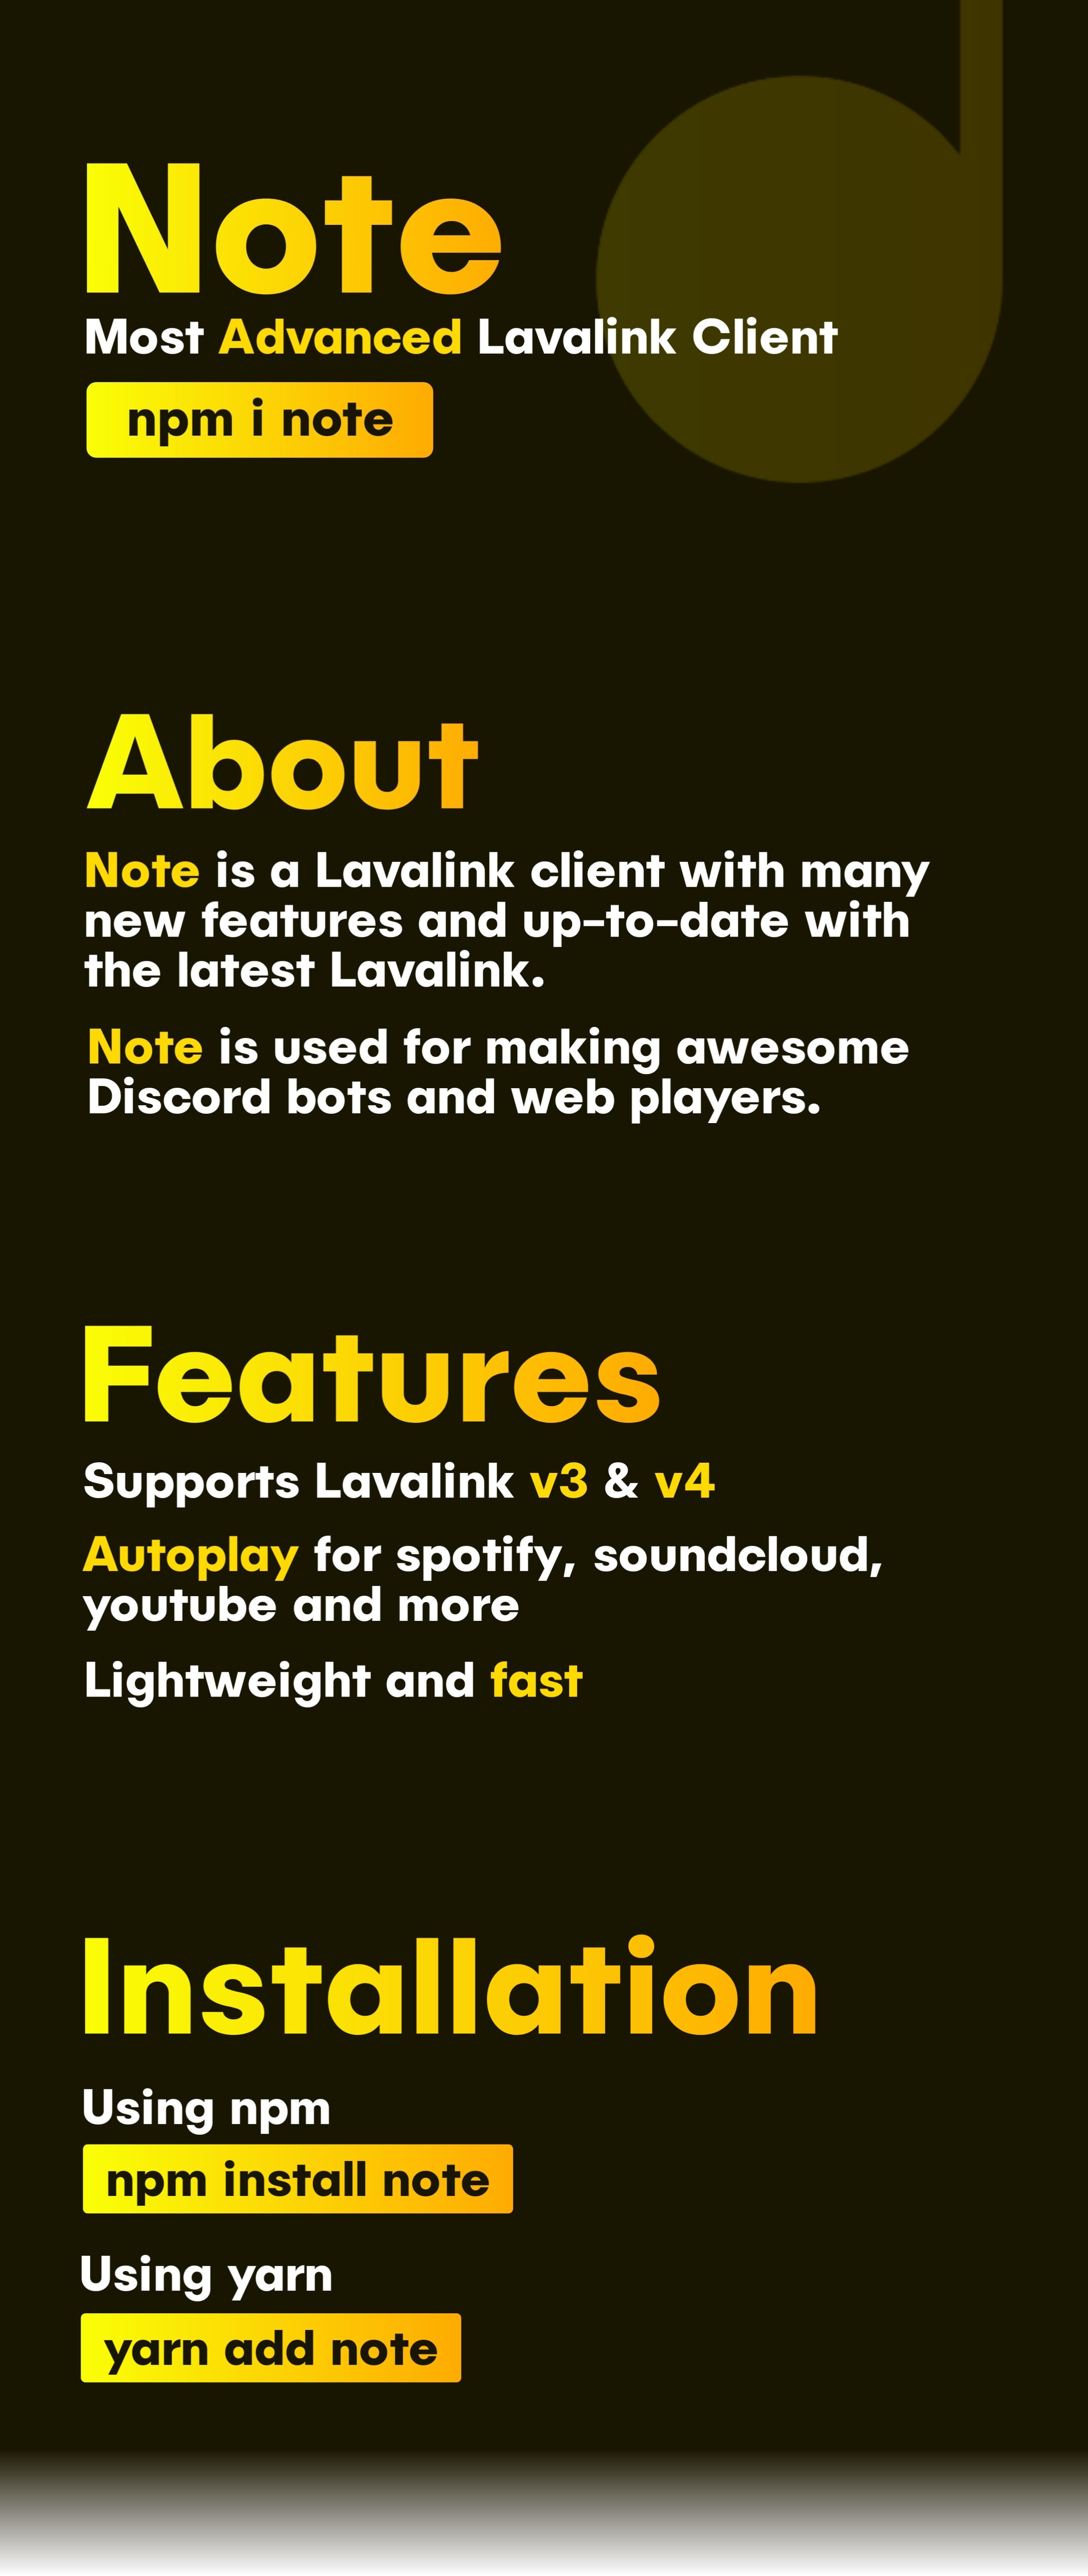 Note
Most Advanced Lavalink Client
npm i note
About
Note is a Lavalink client with many
new features and up-to-date with
the latest Lavalink.
Note is used for making awesome
Discord bots and web players.
Features
Supports Lavalink v3 & v4
Autoplay for spotify, soundcloud,
youtube and more
Lightweight and fast
Installation
Using npm
npm install note
Using yarn
yarn add note